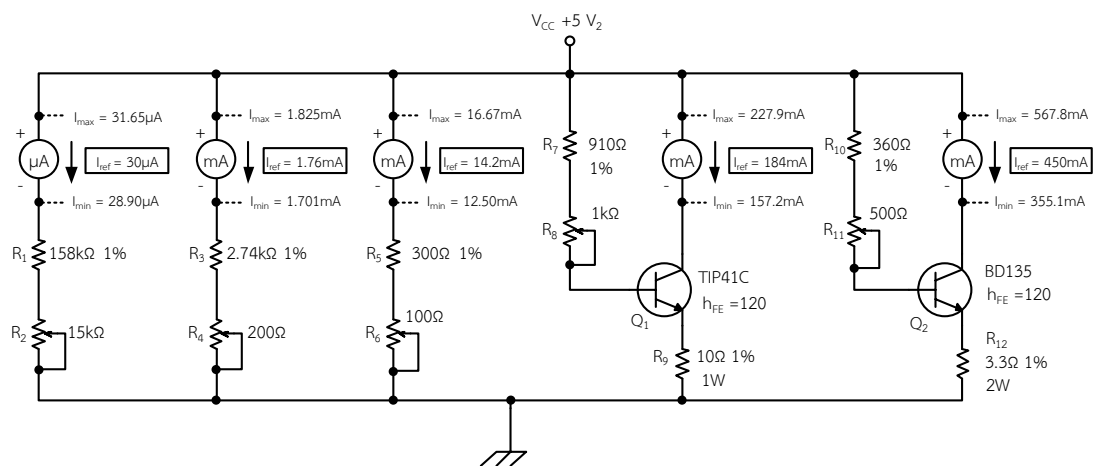 VCC +5 V2
Imax = 31.65µA
+
µA
Iref = 30µA
-
Imin = 28.90µA
R1 158kΩ 1%
R2 15kΩ
Imax = 1.825mA
+
mA
Iref = 1.76mA
-
Imin = 1.701mA
R3 2.74kΩ 1%
R4 200Ω
Imax = 16.67mA
+
mA
Iref = 14.2mA
-
Imin = 12.50mA
R5 300Ω 1%
R6 100Ω
R7 910Ω
1%
R8 1kΩ
Imax = 227.9mA
+
mA
Iref = 184mA
-
Imin = 157.2mA
TIP41C
hFE =120
Q1
R9 10Ω 1%
1W
R10 360Ω
1%
R11 500Ω
Imax = 567.8mA
+
mA
Iref = 450mA
-
Imin = 355.1mA
BD135
hFE =120
Q2
R12
3.3Ω 1%
2W